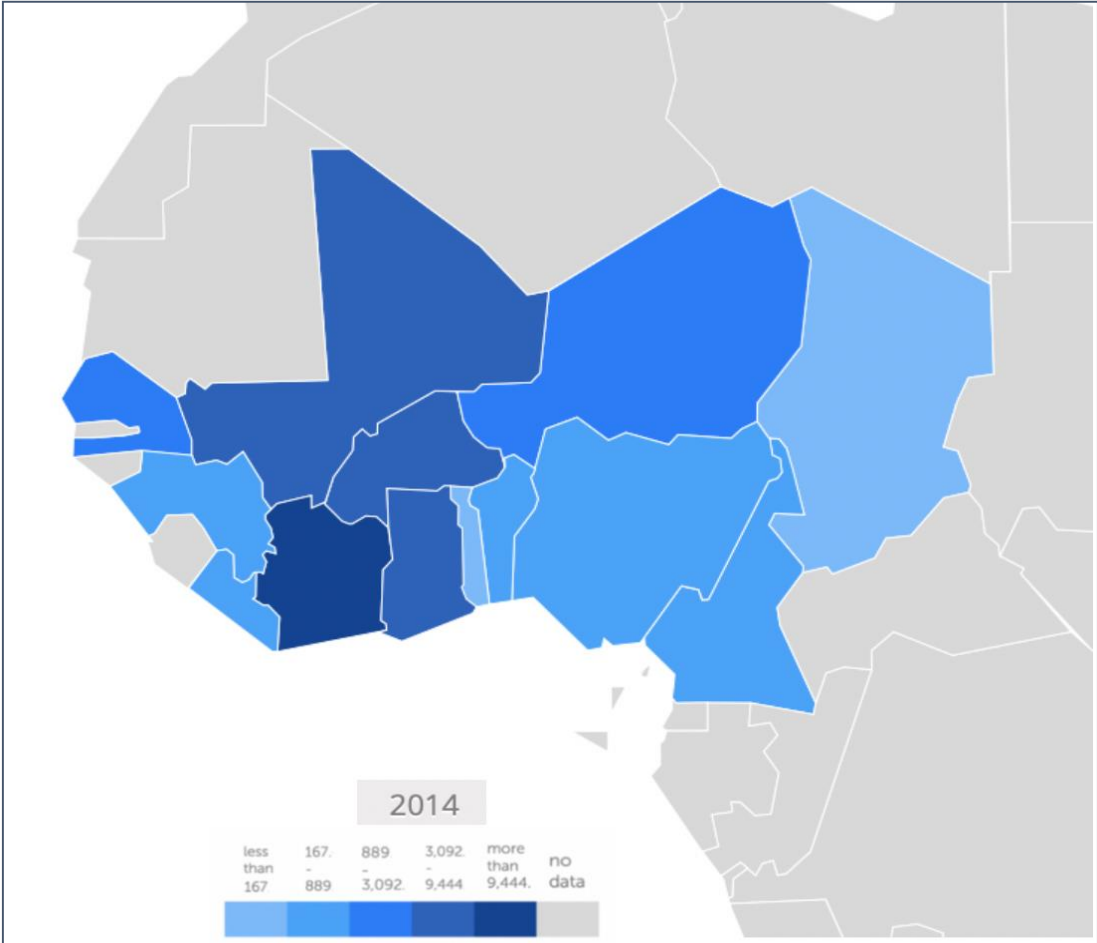 2014
less than 167.
167. - 889
889 - 3,092.
3,092. - 9,444
more than 9,444.
no data